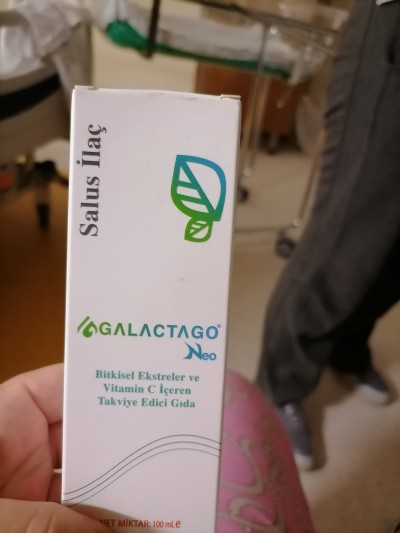 Salus İlaç
GALACTAGO®
Neo
Bitkisel Ekstreler ve
Vitamin C İçeren
Takviye Edici Gıda
NET MİKTAR: 100 mL e